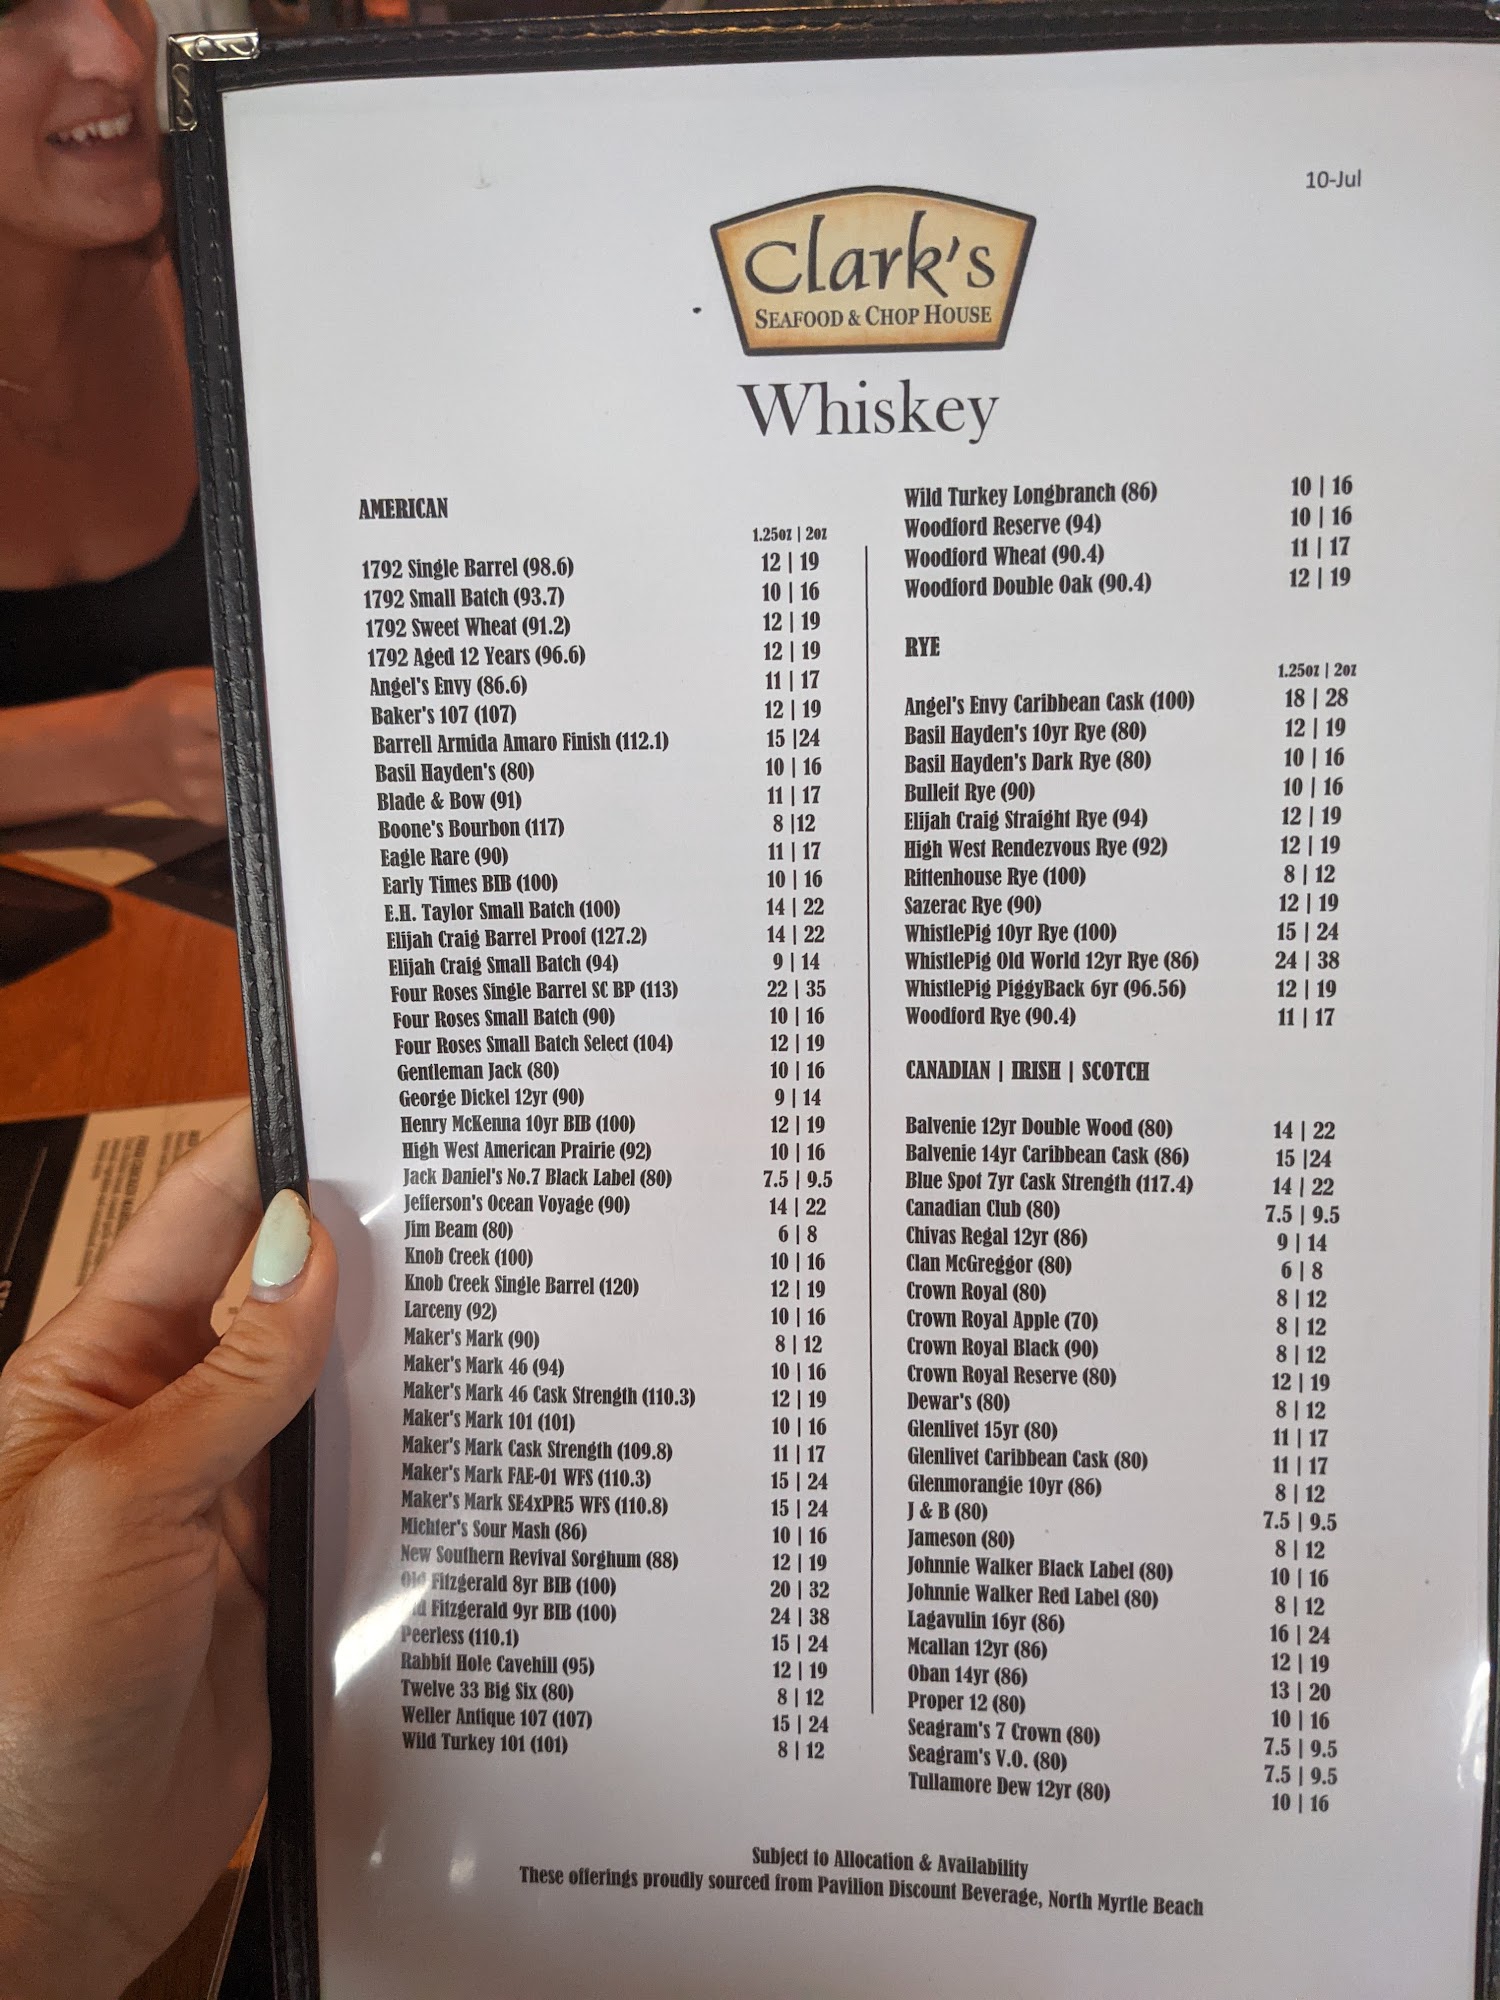 10-Jul
Clark's
SEAFOOD & CHOP HOUSE
Whiskey
AMERICAN
1.25oz | 2oz
1792 Single Barrel (98.6) 12 | 19
1792 Small Batch (93.7) 10 | 16
1792 Sweet Wheat (91.2) 12 | 19
1792 Aged 12 Years (96.6) 12 | 19
Angel's Envy (86.6) 11 | 17
Baker's 107 (107) 12 | 19
Barrell Armida Amaro Finish (112.1) 15 |24
Basil Hayden's (80) 10 | 16
Blade & Bow (91) 11 | 17
Boone's Bourbon (117) 8 |12
Eagle Rare (90) 11 | 17
Early Times BIB (100) 10 | 16
E.H. Taylor Small Batch (100) 14 | 22
Elijah Craig Barrel Proof (127.2) 14 | 22
Elijah Craig Small Batch (94) 9 | 14
Four Roses Single Barrel SC BP (113) 22 | 35
Four Roses Small Batch (90) 10 | 16
Four Roses Small Batch Select (104) 12 | 19
Gentleman Jack (80) 10 | 16
George Dickel 12yr (90) 9 | 14
Henry McKenna 10yr BIB (100) 12 | 19
High West American Prairie (92) 10 | 16
Jack Daniel's No.7 Black Label (80) 7.5 | 9.5
Jefferson's Ocean Voyage (90) 14 | 22
Jim Beam (80) 6 | 8
Knob Creek (100) 10 | 16
Knob Creek Single Barrel (120) 12 | 19
Larceny (92) 10 | 16
Maker's Mark (90) 8 | 12
Maker's Mark 46 (94) 10 | 16
Maker's Mark 46 Cask Strength (110.3) 12 | 19
Maker's Mark 101 (101) 10 | 16
Maker's Mark Cask Strength (109.8) 11 | 17
Maker's Mark FAE-01 WFS (110.3) 15 | 24
Maker's Mark SE4xPR5 WFS (110.8) 15 | 24
Michter's Sour Mash (86) 10 | 16
New Southern Revival Sorghum (88) 12 | 19
Old Fitzgerald 8yr BIB (100) 20 | 32
Old Fitzgerald 9yr BIB (100) 24 | 38
Peerless (110.1) 15 | 24
Rabbit Hole Cavehill (95) 12 | 19
Twelve 33 Big Six (80) 8 | 12
Weller Antique 107 (107) 15 | 24
Wild Turkey 101 (101) 8 | 12
Wild Turkey Longbranch (86) 10 | 16
Woodford Reserve (94) 10 | 16
Woodford Wheat (90.4) 11 | 17
Woodford Double Oak (90.4) 12 | 19
RYE
1.25oz | 2oz
Angel's Envy Caribbean Cask (100) 18 | 28
Basil Hayden's 10yr Rye (80) 12 | 19
Basil Hayden's Dark Rye (80) 10 | 16
Bulleit Rye (90) 10 | 16
Elijah Craig Straight Rye (94) 12 | 19
High West Rendezvous Rye (92) 12 | 19
Rittenhouse Rye (100) 8 | 12
Sazerac Rye (90) 12 | 19
WhistlePig 10yr Rye (100) 15 | 24
WhistlePig Old World 12yr Rye (86) 24 | 38
WhistlePig PiggyBack 6yr (96.56) 12 | 19
Woodford Rye (90.4) 11 | 17
CANADIAN | IRISH | SCOTCH
Balvenie 12yr Double Wood (80) 14 | 22
Balvenie 14yr Caribbean Cask (86) 15 |24
Blue Spot 7yr Cask Strength (117.4) 14 | 22
Canadian Club (80) 7.5 | 9.5
Chivas Regal 12yr (86) 9 | 14
Clan McGreggor (80) 6 | 8
Crown Royal (80) 8 | 12
Crown Royal Apple (70) 8 | 12
Crown Royal Black (90) 8 | 12
Crown Royal Reserve (80) 12 | 19
Dewar's (80) 8 | 12
Glenlivet 15yr (80) 11 | 17
Glenlivet Caribbean Cask (80) 11 | 17
Glenmorangie 10yr (86) 8 | 12
J & B (80) 7.5 | 9.5
Jameson (80) 8 | 12
Johnnie Walker Black Label (80) 10 | 16
Johnnie Walker Red Label (80) 8 | 12
Lagavulin 16yr (86) 16 | 24
Mcallan 12yr (86) 12 | 19
Oban 14yr (86) 13 | 20
Proper 12 (80) 10 | 16
Seagram's 7 Crown (80) 7.5 | 9.5
Seagram's V.O. (80) 7.5 | 9.5
Tullamore Dew 12yr (80) 10 | 16
Subject to Allocation & Availability
These offerings proudly sourced from Pavilion Discount Beverage, North Myrtle Beach